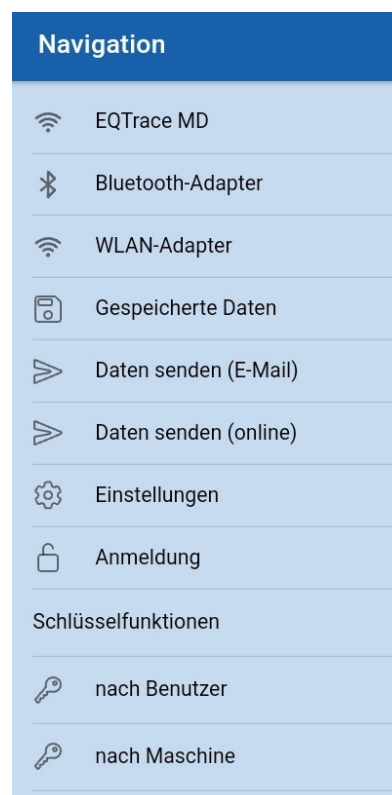 Navigation
EQTrace MD
Bluetooth-Adapter
WLAN-Adapter
Gespeicherte Daten
Daten senden (E-Mail)
Daten senden (online)
Einstellungen
Anmeldung
Schlüsselfunktionen
nach Benutzer
nach Maschine